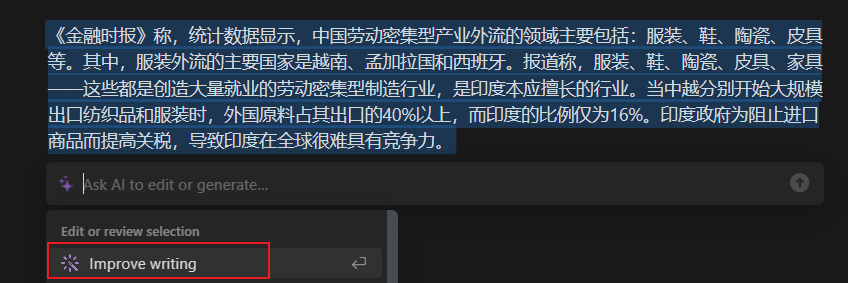 《金融时报》称，统计数据显示，中国劳动密集型产业外流的领域主要包括：服装、鞋、陶瓷、皮具
等。其中，服装外流的主要国家是越南、孟加拉国和西班牙。报道称，服装、鞋、陶瓷、皮具、家具
——这些都是创造大量就业的劳动密集型制造行业，是印度本应擅长的行业。当中越分别开始大规模
出口纺织品和服装时，外国原料占其出口的40%以上，而印度的比例仅为16%。印度政府为阻止进口
商品而提高关税，导致印度在全球很难具有竞争力。
Ask AI to edit or generate...
Edit or review selection
Improve writing